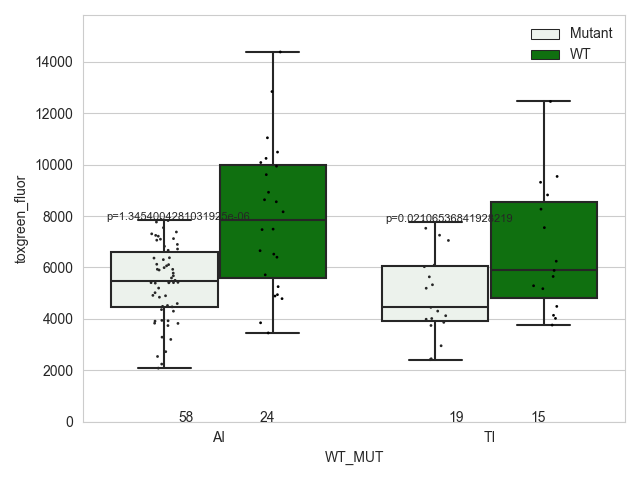 Mutant
WT
14000
12000
10000
8000
6000
4000
2000
0
toxgreen_fluor
p=1.3454004281031925e-06
p=0.02106536841928219
58
24
19
15
AI
TI
WT_MUT